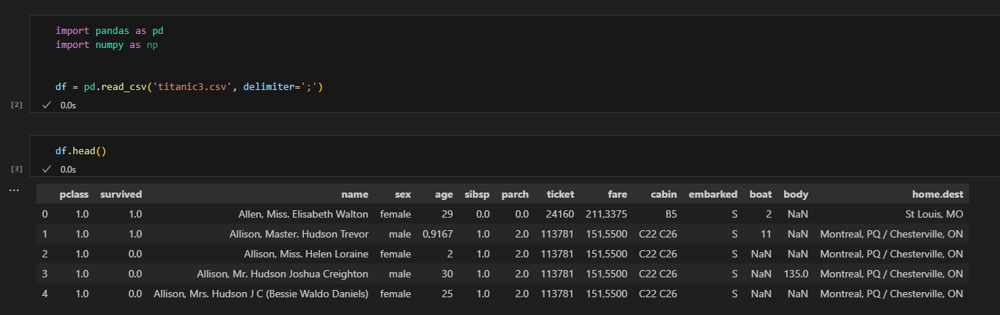 import pandas as pd
import numpy as np
df = pd.read_csv('titanic3.csv', delimiter=';')
[2] ✓ 0.0s
df.head()
[3] ✓ 0.0s
... pclass survived name sex age sibsp parch ticket fare cabin embarked boat body home.dest
0 1.0 1.0 Allen, Miss. Elisabeth Walton female 29 0.0 0.0 24160 211,3375 B5 S 2 NaN St Louis, MO
1 1.0 1.0 Allison, Master. Hudson Trevor male 0,9167 1.0 2.0 113781 151,5500 C22 C26 S 11 NaN Montreal, PQ / Chesterville, ON
2 1.0 0.0 Allison, Miss. Helen Loraine female 2 1.0 2.0 113781 151,5500 C22 C26 S NaN NaN Montreal, PQ / Chesterville, ON
3 1.0 0.0 Allison, Mr. Hudson Joshua Creighton male 30 1.0 2.0 113781 151,5500 C22 C26 S NaN 135.0 Montreal, PQ / Chesterville, ON
4 1.0 0.0 Allison, Mrs. Hudson J C (Bessie Waldo Daniels) female 25 1.0 2.0 113781 151,5500 C22 C26 S NaN NaN Montreal, PQ / Chesterville, ON